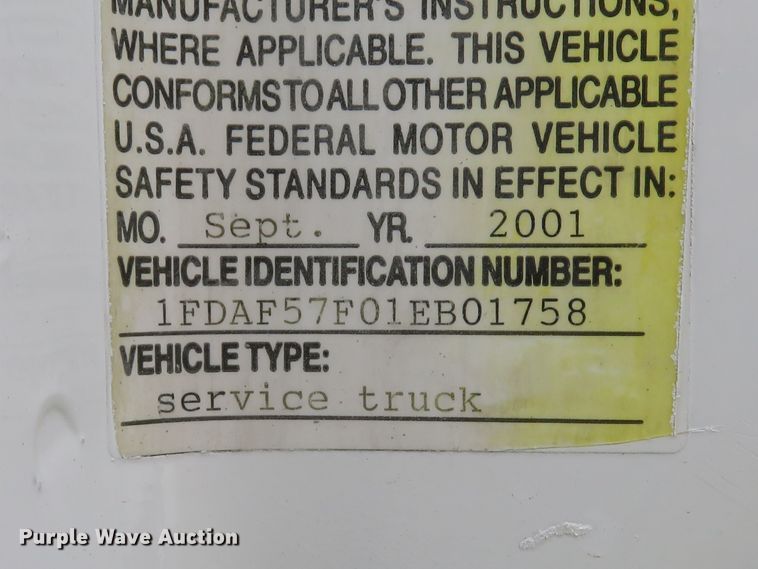 MANUFACTURER'S INSTRUCTIONS,
WHERE APPLICABLE. THIS VEHICLE
CONFORMS TO ALL OTHER APPLICABLE
U.S.A. FEDERAL MOTOR VEHICLE
SAFETY STANDARDS IN EFFECT IN:
MO. Sept. YR. 2001
VEHICLE IDENTIFICATION NUMBER:
1FDAF57F01EB01758
VEHICLE TYPE:
service truck
Purple Wave Auction